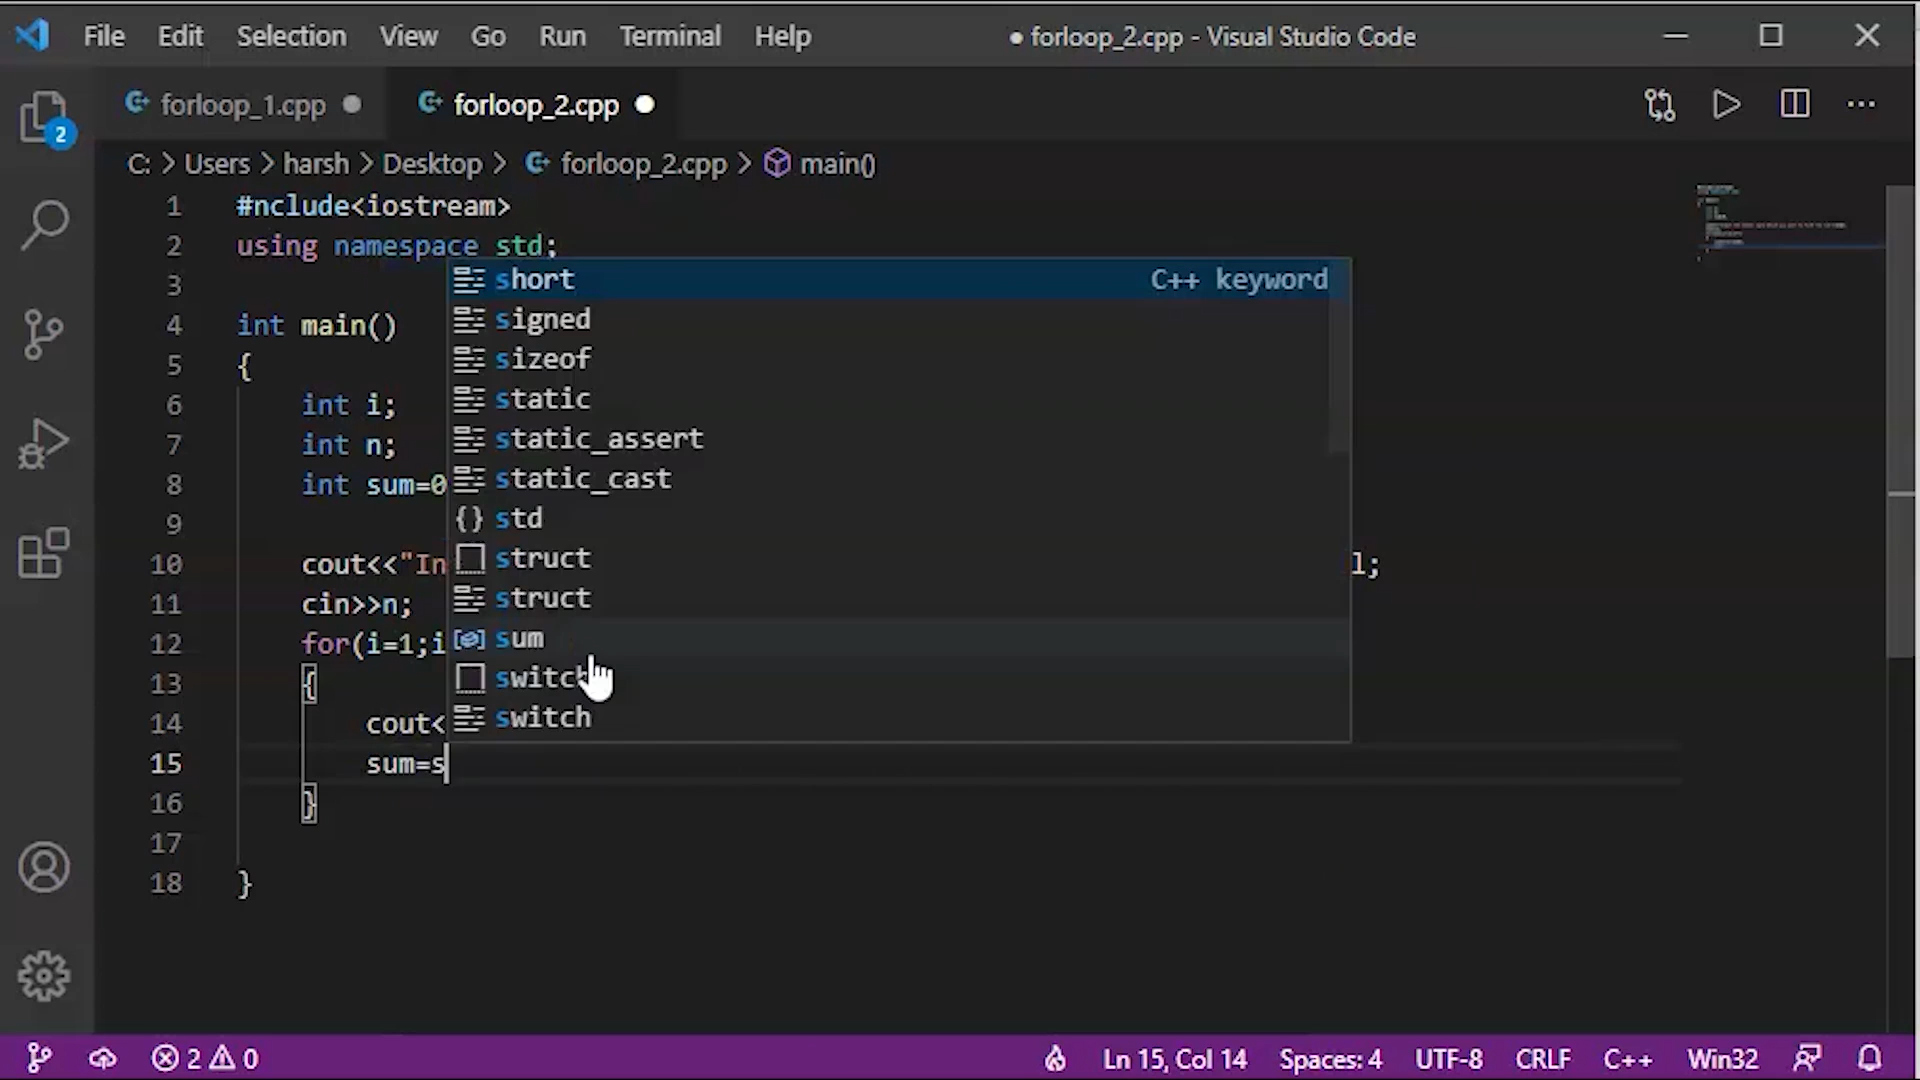 File Edit Selection View Go Run Terminal Help ● forloop_2.cpp - Visual Studio Code
forloop_1.cpp ● forloop_2.cpp ●
2
C: > Users > harsh > Desktop > forloop_2.cpp > main()
1 #nclude<iostream>
2 using namespace std;
3
4 int main()
5 {
6 int i;
7 int n;
8 int sum=0
9
10 cout<<"In l;
11 cin>>n;
12 for(i=1;i
13 {
14 cout<
15 sum=s
16 }
17
18 }
short C++ keyword
signed
sizeof
static
static_assert
static_cast
{} std
struct
struct
sum
switch
switch
2 0 Ln 15, Col 14 Spaces: 4 UTF-8 CRLF C++ Win32